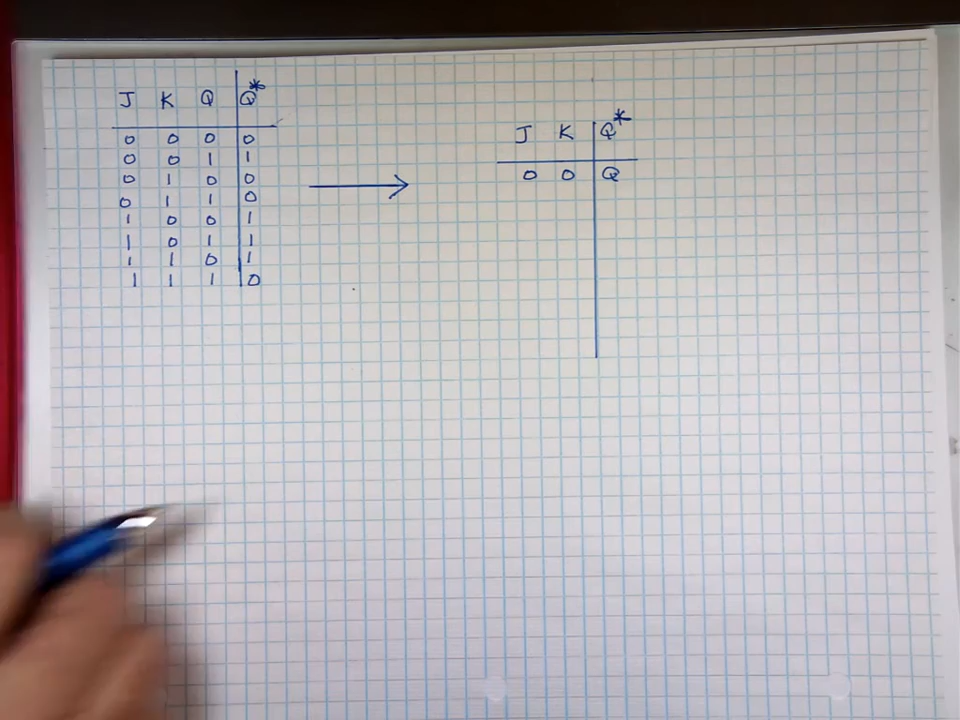 J K Q Q*
0 0 0 0
0 0 1 1
0 1 0 0
0 1 1 0
1 0 0 1
1 0 1 1
1 1 0 1
1 1 1 0
J K Q*
0 0 Q